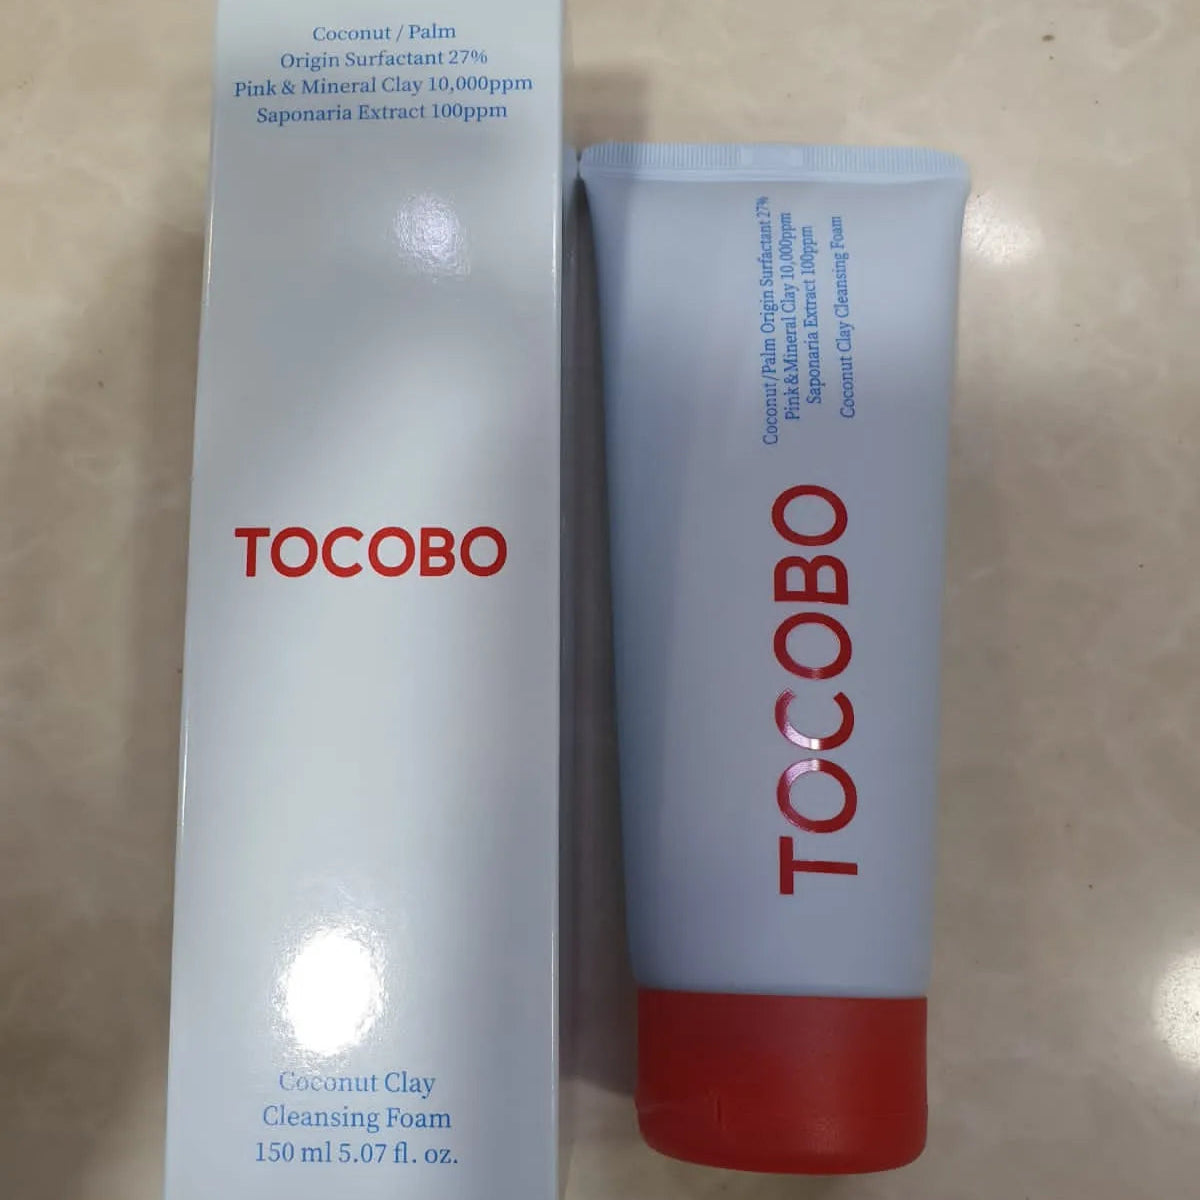 Coconut / Palm
Origin Surfactant 27%
Pink & Mineral Clay 10,000ppm
Saponaria Extract 100ppm
TOCOBO
Coconut Clay
Cleansing Foam
150 ml 5.07 fl. oz.
Coconut/Palm Origin Surfactant 27%
Pink&Mineral Clay 10,000ppm
Saponaria Extract 100ppm
Coconut Clay Cleansing Foam
TOCOBO